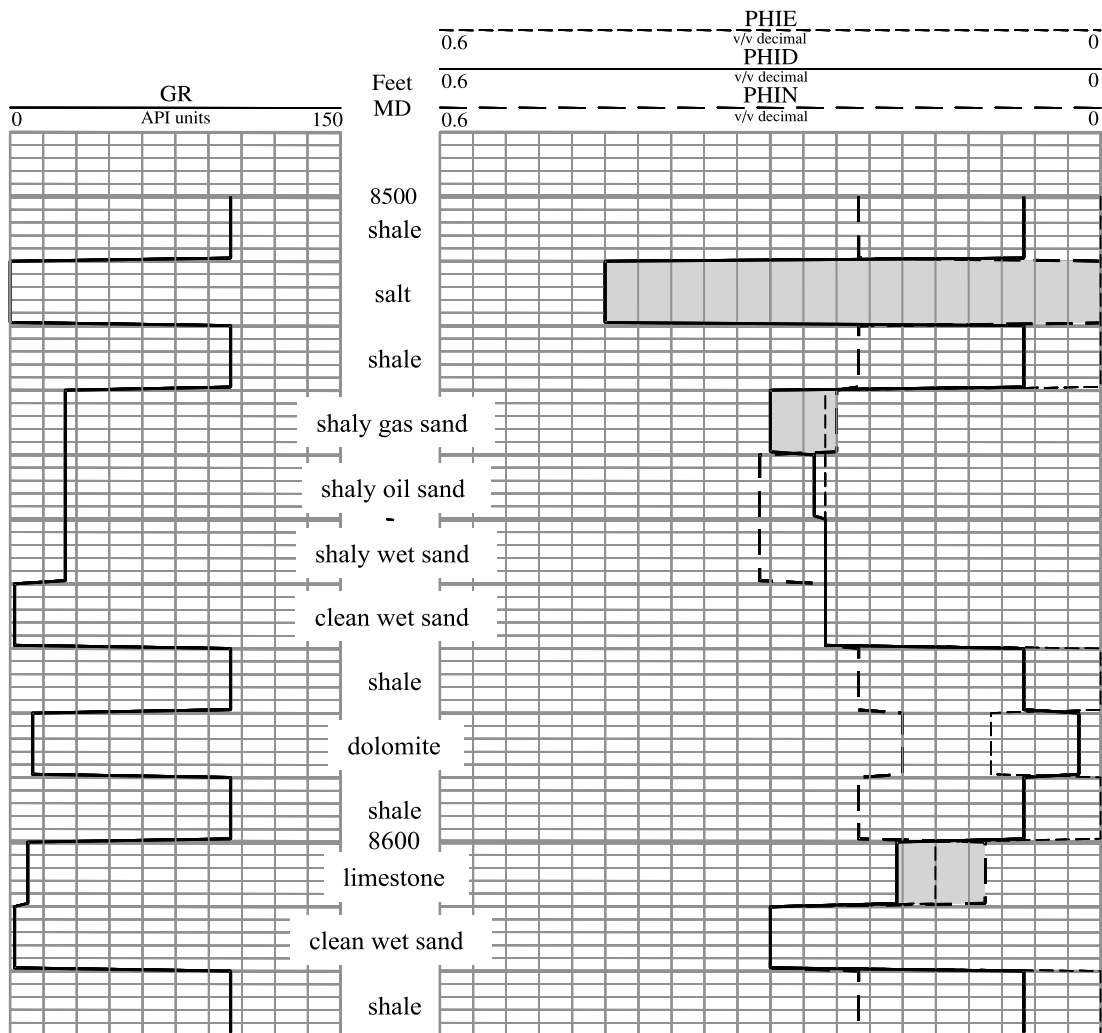 PHIE
0.6 v/v decimal 0
PHID
0.6 v/v decimal 0
Feet
MD
GR
0 API units 150
PHIN
0.6 v/v decimal 0
8500
shale
salt
shale
shaly gas sand
shaly oil sand
shaly wet sand
clean wet sand
shale
dolomite
shale
8600
limestone
clean wet sand
shale